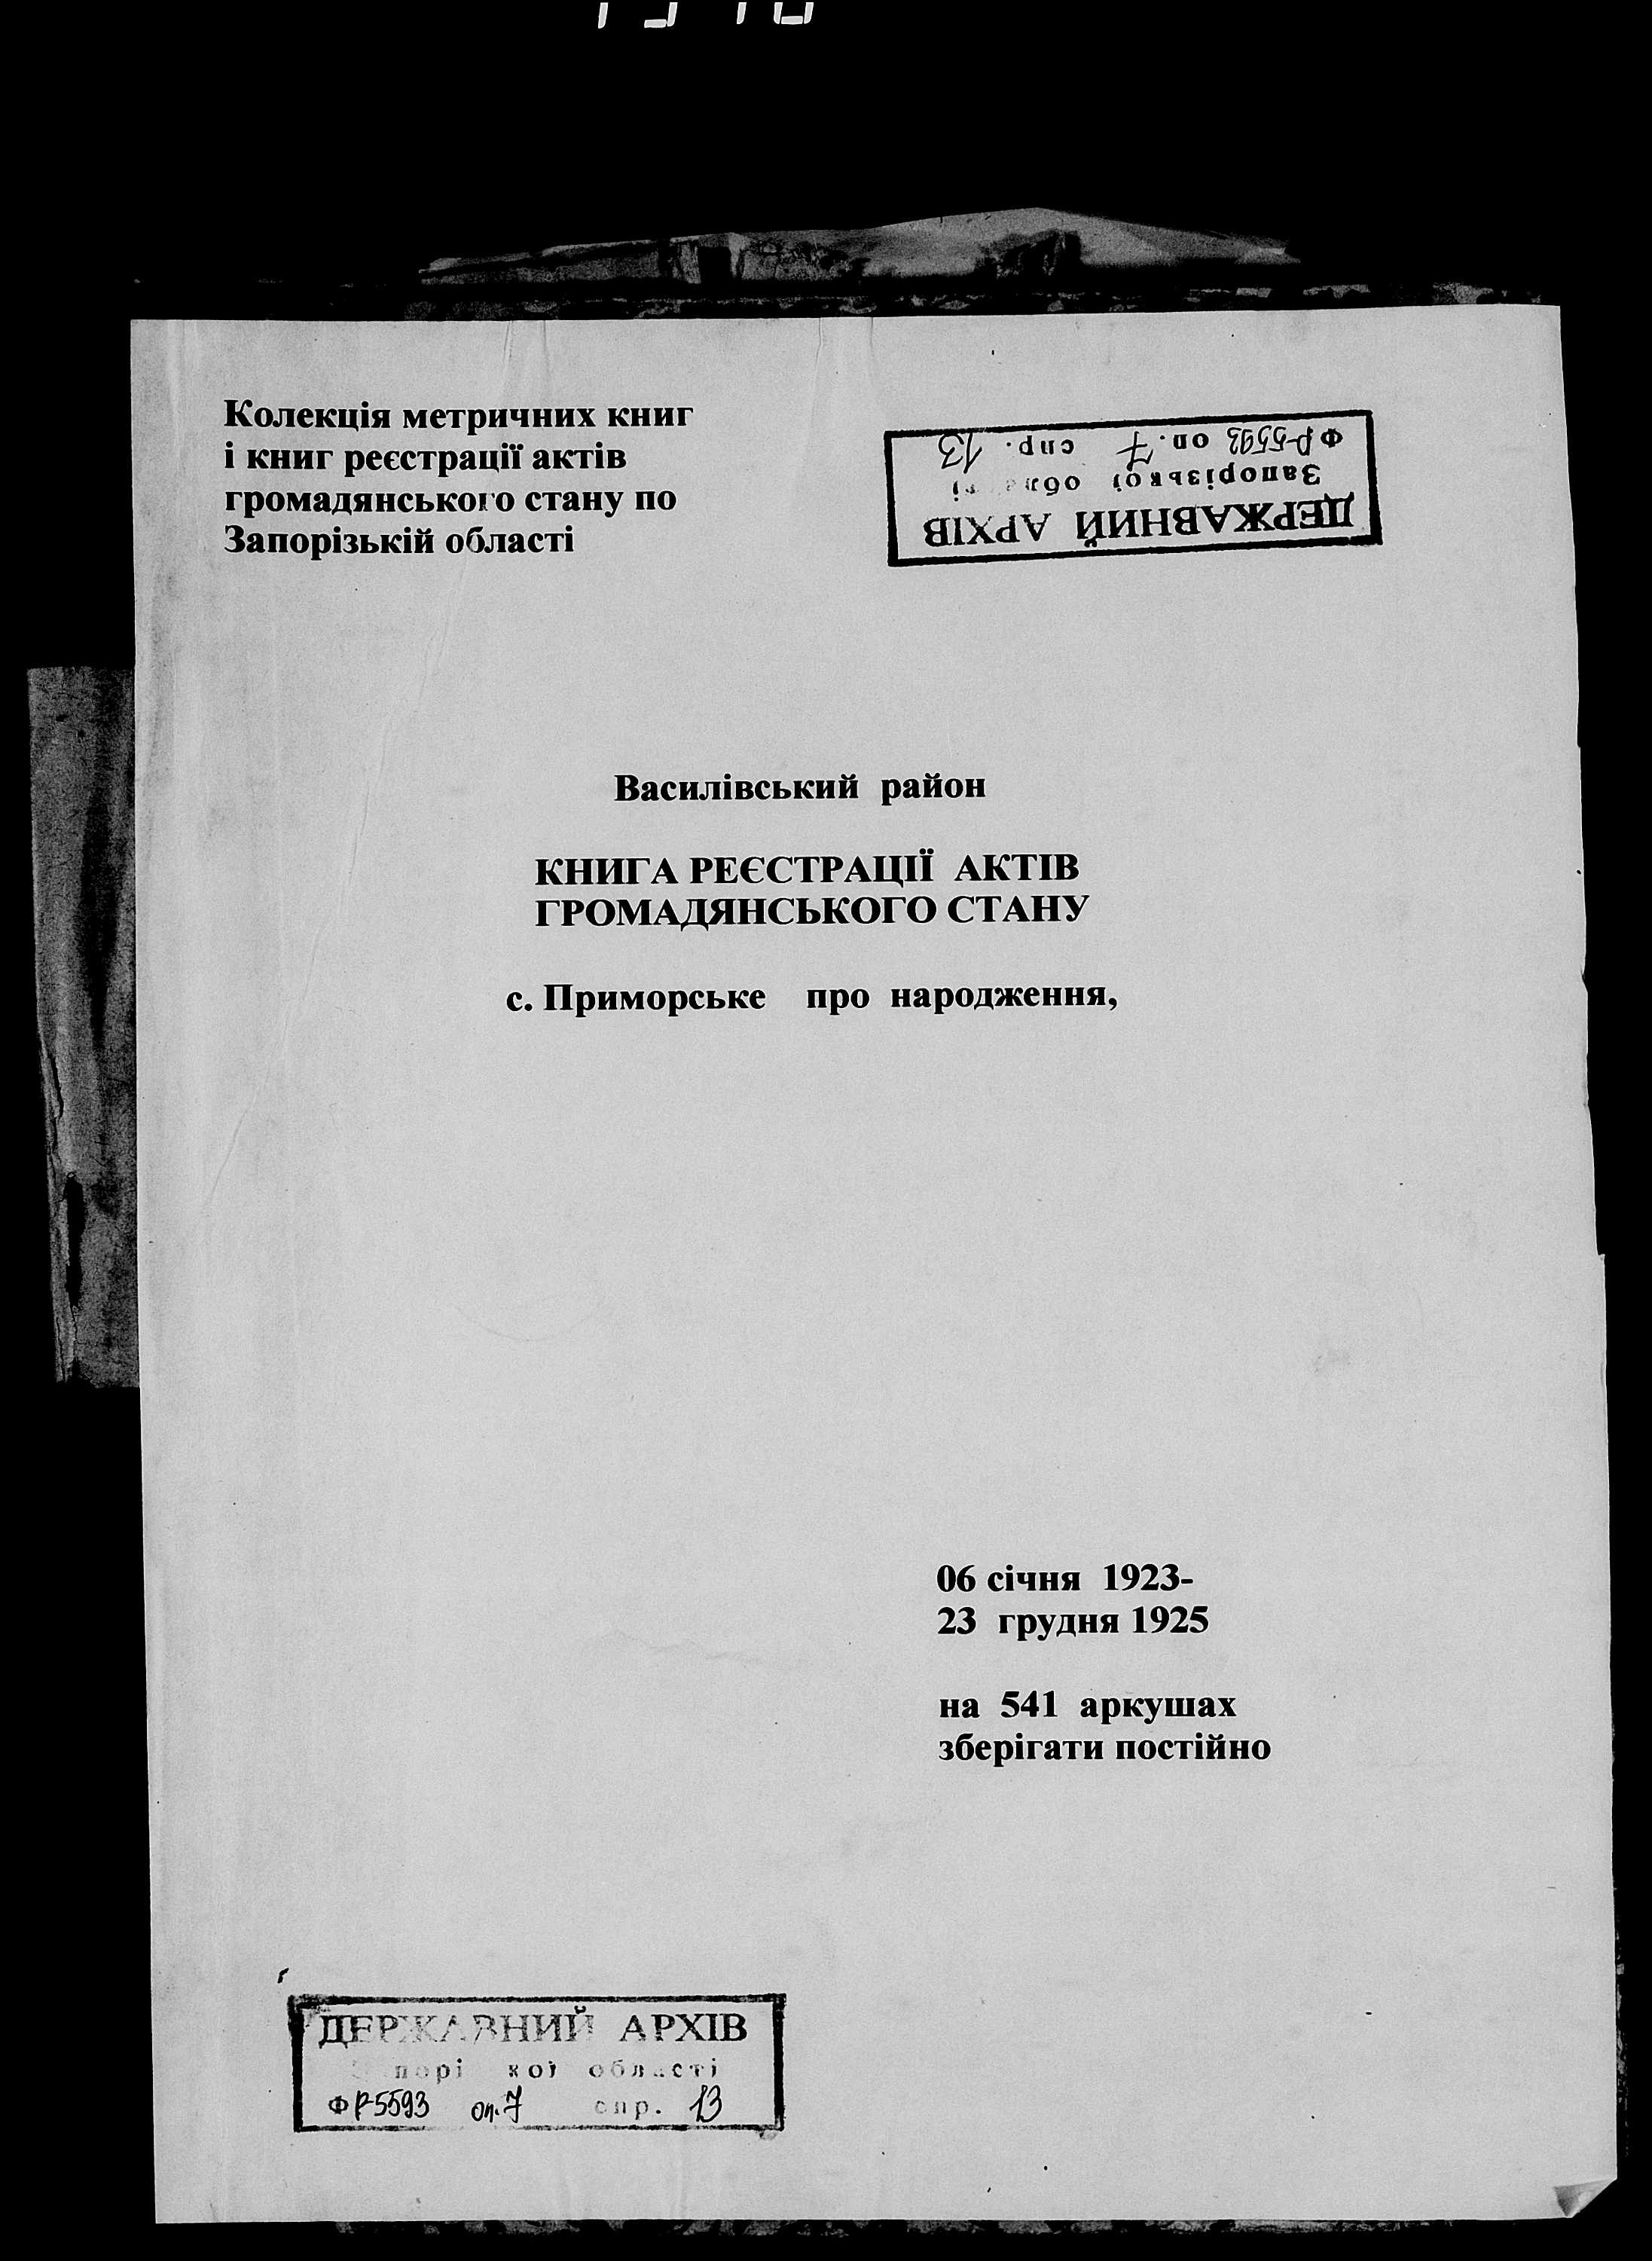 Колекція метричних книг
і книг реєстрації актів
громадянського стану по
Запорізькій області
ДЕРЖАВНИЙ АРХІВ
Запорізької області
Ф Р-5593 оп. 7 спр. 13
Василівський район
КНИГА РЕЄСТРАЦІЇ АКТІВ
ГРОМАДЯНСЬКОГО СТАНУ
с. Приморське про народження,
06 січня 1923-
23 грудня 1925
на 541 аркушах
зберігати постійно
ДЕРЖАВНИЙ АРХІВ
Запорізької області
Ф Р-5593 оп. 7 спр. 13